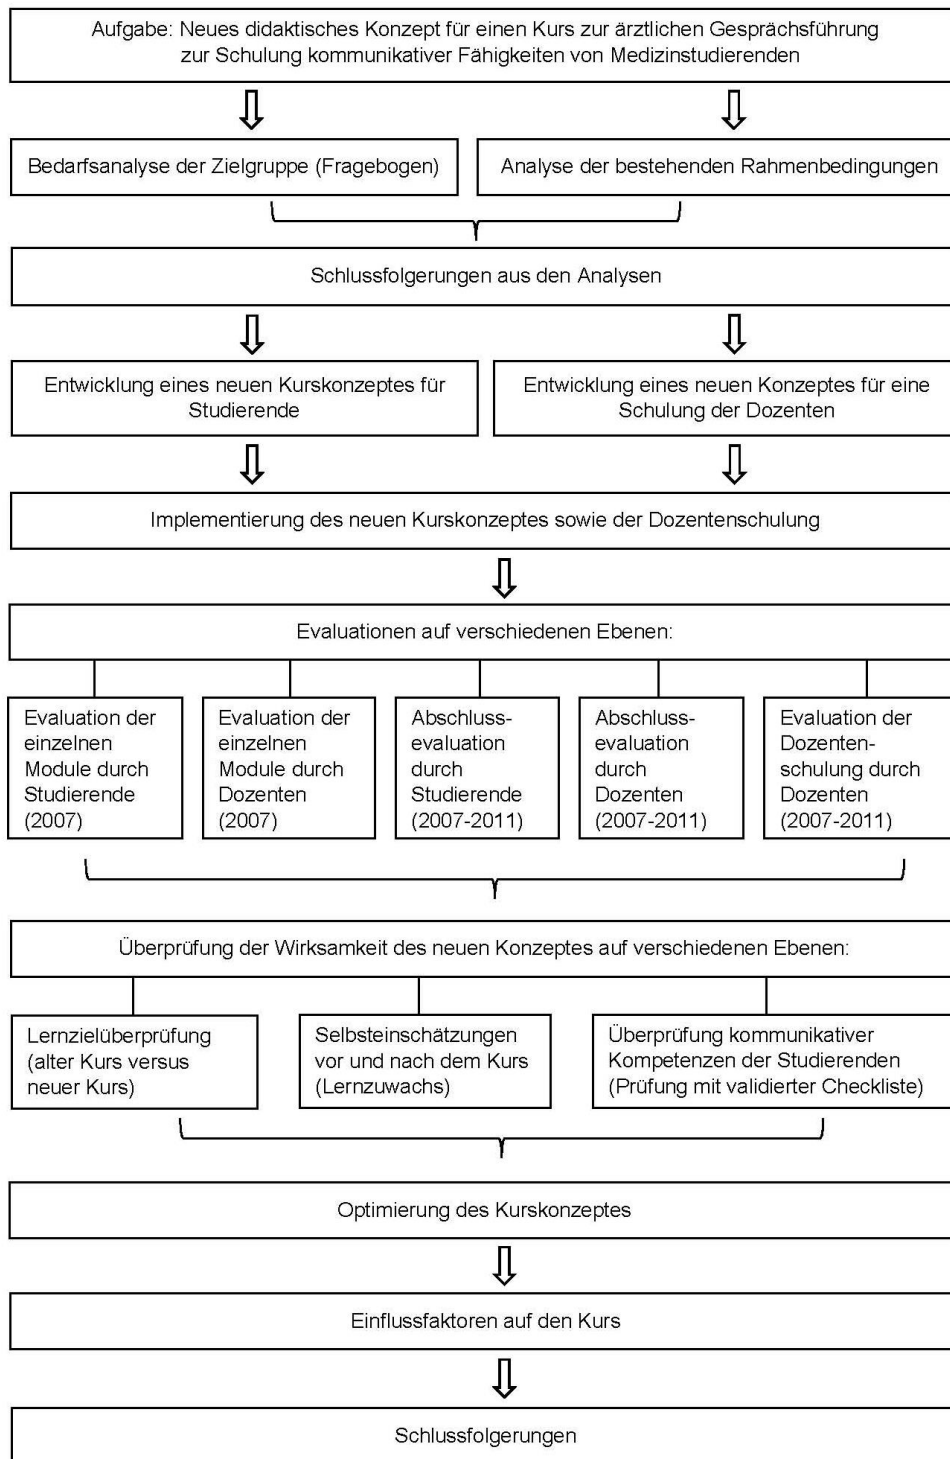 Aufgabe: Neues didaktisches Konzept für einen Kurs zur ärztlichen Gesprächsführung
zur Schulung kommunikativer Fähigkeiten von Medizinstudierenden
Bedarfsanalyse der Zielgruppe (Fragebogen)
Analyse der bestehenden Rahmenbedingungen
Schlussfolgerungen aus den Analysen
Entwicklung eines neuen Kurskonzeptes für
Studierende
Entwicklung eines neuen Konzeptes für eine
Schulung der Dozenten
Implementierung des neuen Kurskonzeptes sowie der Dozentenschulung
Evaluationen auf verschiedenen Ebenen:
Evaluation der
einzelnen
Module durch
Studierende
(2007)
Evaluation der
einzelnen
Module durch
Dozenten
(2007)
Abschluss-
evaluation
durch
Studierende
(2007-2011)
Abschluss-
evaluation
durch
Dozenten
(2007-2011)
Evaluation der
Dozenten-
schulung durch
Dozenten
(2007-2011)
Überprüfung der Wirksamkeit des neuen Konzeptes auf verschiedenen Ebenen:
Lernzielüberprüfung
(alter Kurs versus
neuer Kurs)
Selbsteinschätzungen
vor und nach dem Kurs
(Lernzuwachs)
Überprüfung kommunikativer
Kompetenzen der Studierenden
(Prüfung mit validierter Checkliste)
Optimierung des Kurskonzeptes
Einflussfaktoren auf den Kurs
Schlussfolgerungen